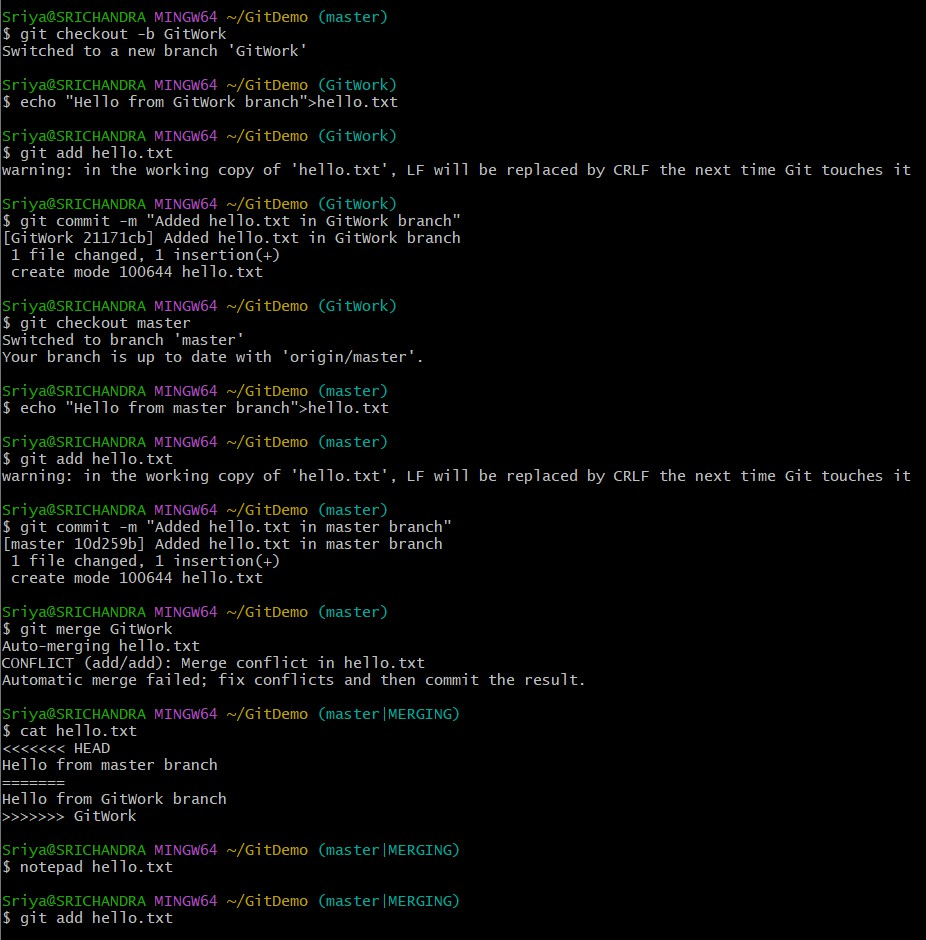 Sriya@SRICHANDRA MINGW64 ~/GitDemo (master)
$ git checkout -b GitWork
Switched to a new branch 'GitWork'
Sriya@SRICHANDRA MINGW64 ~/GitDemo (GitWork)
$ echo "Hello from GitWork branch">hello.txt
Sriya@SRICHANDRA MINGW64 ~/GitDemo (GitWork)
$ git add hello.txt
warning: in the working copy of 'hello.txt', LF will be replaced by CRLF the next time Git touches it
Sriya@SRICHANDRA MINGW64 ~/GitDemo (GitWork)
$ git commit -m "Added hello.txt in GitWork branch"
[GitWork 21171cb] Added hello.txt in GitWork branch
 1 file changed, 1 insertion(+)
 create mode 100644 hello.txt
Sriya@SRICHANDRA MINGW64 ~/GitDemo (GitWork)
$ git checkout master
Switched to branch 'master'
Your branch is up to date with 'origin/master'.
Sriya@SRICHANDRA MINGW64 ~/GitDemo (master)
$ echo "Hello from master branch">hello.txt
Sriya@SRICHANDRA MINGW64 ~/GitDemo (master)
$ git add hello.txt
warning: in the working copy of 'hello.txt', LF will be replaced by CRLF the next time Git touches it
Sriya@SRICHANDRA MINGW64 ~/GitDemo (master)
$ git commit -m "Added hello.txt in master branch"
[master 10d259b] Added hello.txt in master branch
 1 file changed, 1 insertion(+)
 create mode 100644 hello.txt
Sriya@SRICHANDRA MINGW64 ~/GitDemo (master)
$ git merge GitWork
Auto-merging hello.txt
CONFLICT (add/add): Merge conflict in hello.txt
Automatic merge failed; fix conflicts and then commit the result.
Sriya@SRICHANDRA MINGW64 ~/GitDemo (master|MERGING)
$ cat hello.txt
<<<<<<< HEAD
Hello from master branch
=======
Hello from GitWork branch
>>>>>>> GitWork
Sriya@SRICHANDRA MINGW64 ~/GitDemo (master|MERGING)
$ notepad hello.txt
Sriya@SRICHANDRA MINGW64 ~/GitDemo (master|MERGING)
$ git add hello.txt